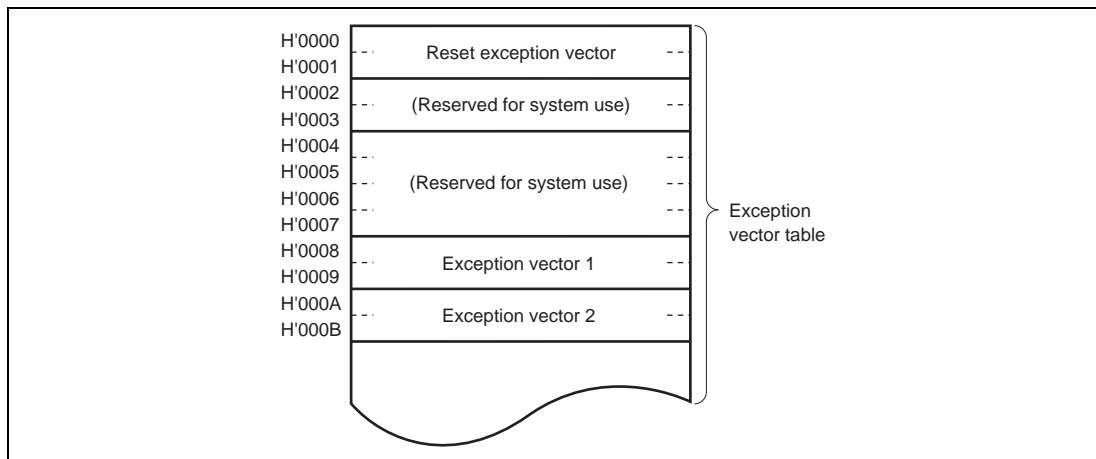 H'0000
H'0001
Reset exception vector
H'0002
H'0003
(Reserved for system use)
H'0004
H'0005
H'0006
H'0007
(Reserved for system use)
H'0008
H'0009
Exception vector 1
H'000A
H'000B
Exception vector 2
Exception
vector table